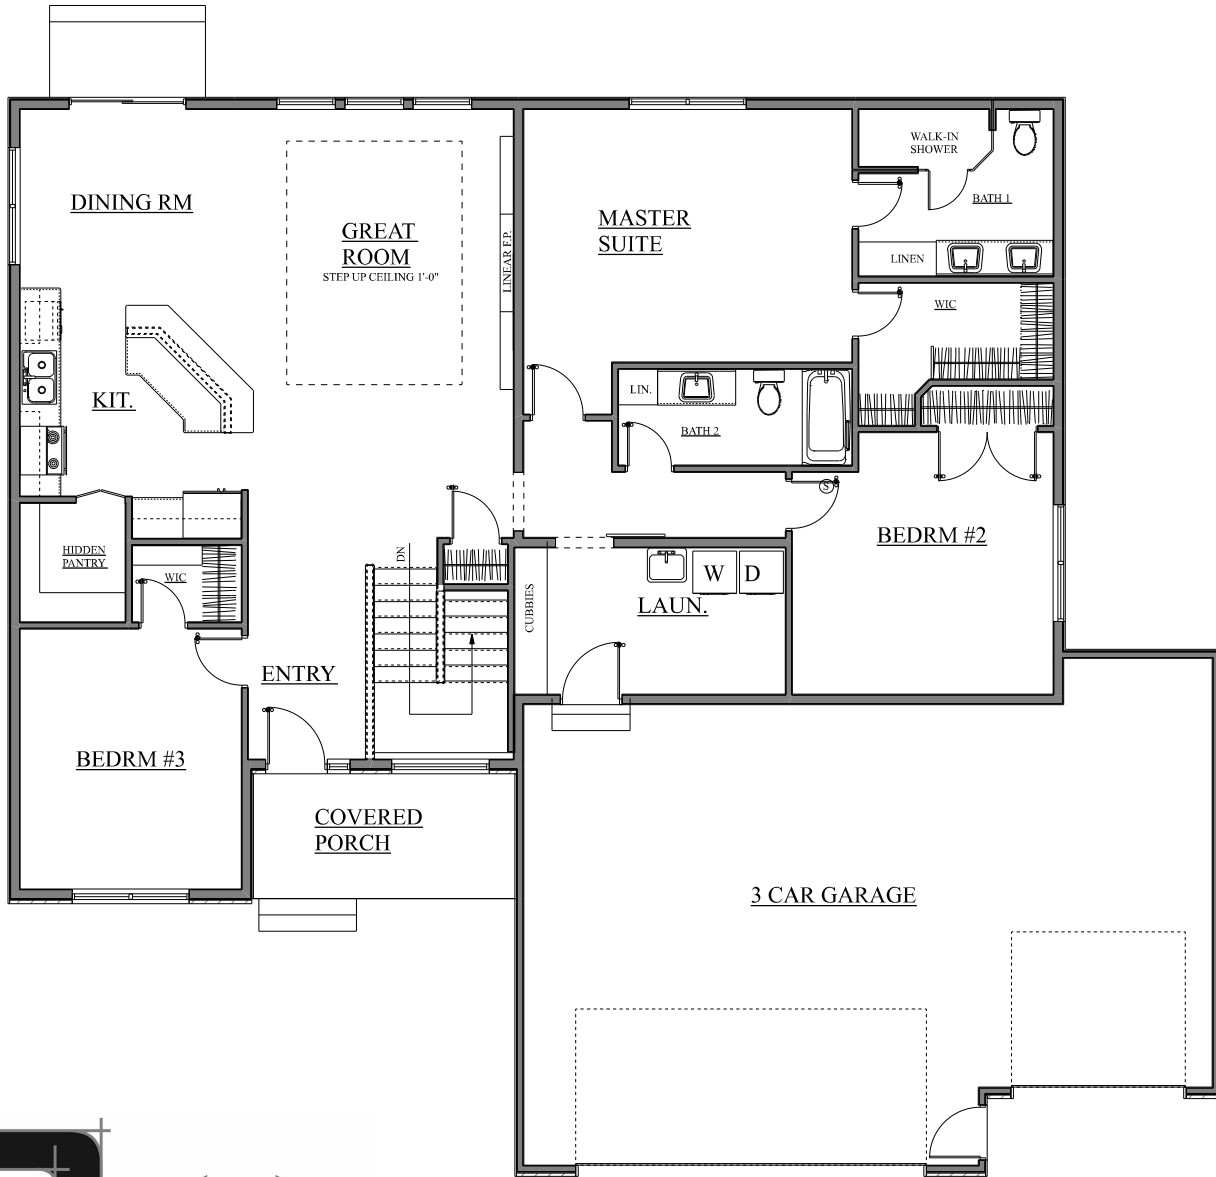 WALK-IN
SHOWER
BATH 1
DINING RM
GREAT
ROOM
STEP UP CEILING 1'-0"
LINEAR F.P.
MASTER
SUITE
LINEN
WIC
KIT.
LIN.
BATH 2
S
BEDRM #2
HIDDEN
PANTRY
WIC
DN
CUBBIES
W D
LAUN.
ENTRY
BEDRM #3
COVERED
PORCH
3 CAR GARAGE